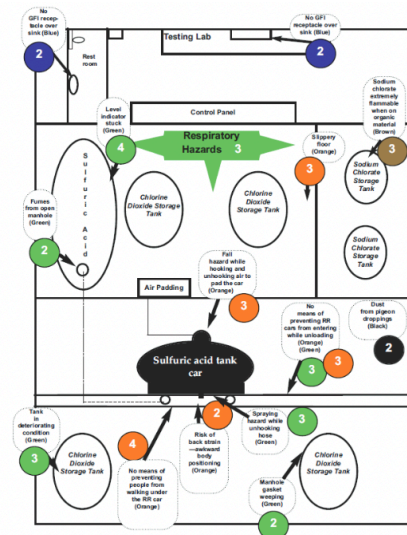 No
GFI recep-
tacle over
sink (Blue)
2
Rest
room
Testing Lab
No GFI
receptacle
over sink
(Blue)
2
Control Panel
Level
indicator
stuck
(Green)
4
Respiratory
Hazards 3
Slippery
floor
(Orange)
3
Sodium
chlorate
extremely
flammable
when on
organic
material
(Brown)
3
Sulfuric Acid
Chlorine
Dioxide Storage
Tank
Chlorine
Dioxide Storage
Tank
Sodium
Chlorate
Storage
Tank
Sodium
Chlorate
Storage
Tank
Fumes
from open
manhole
(Green)
2
Air Padding
Fall
hazard while
hooking and
unhooking air to
pad the car
(Orange)
3
No
means of
preventing RR
cars from entering
while unloading
(Orange)
(Green)
3
3
Dust
from pigeon
droppings
(Black)
2
Sulfuric acid tank
car
Tank
in
deteriorating
condition
(Green)
3
Chlorine
Dioxide
Storage Tank
4
No means of
preventing
people from
walking under
the RR car
(Orange)
2
Risk of
back strain
—awkward
body
positioning
(Orange)
Spraying
hazard while
unhooking
hose
(Green)
3
Manhole
gasket
weeping
(Green)
2
Chlorine
Dioxide
Storage Tank